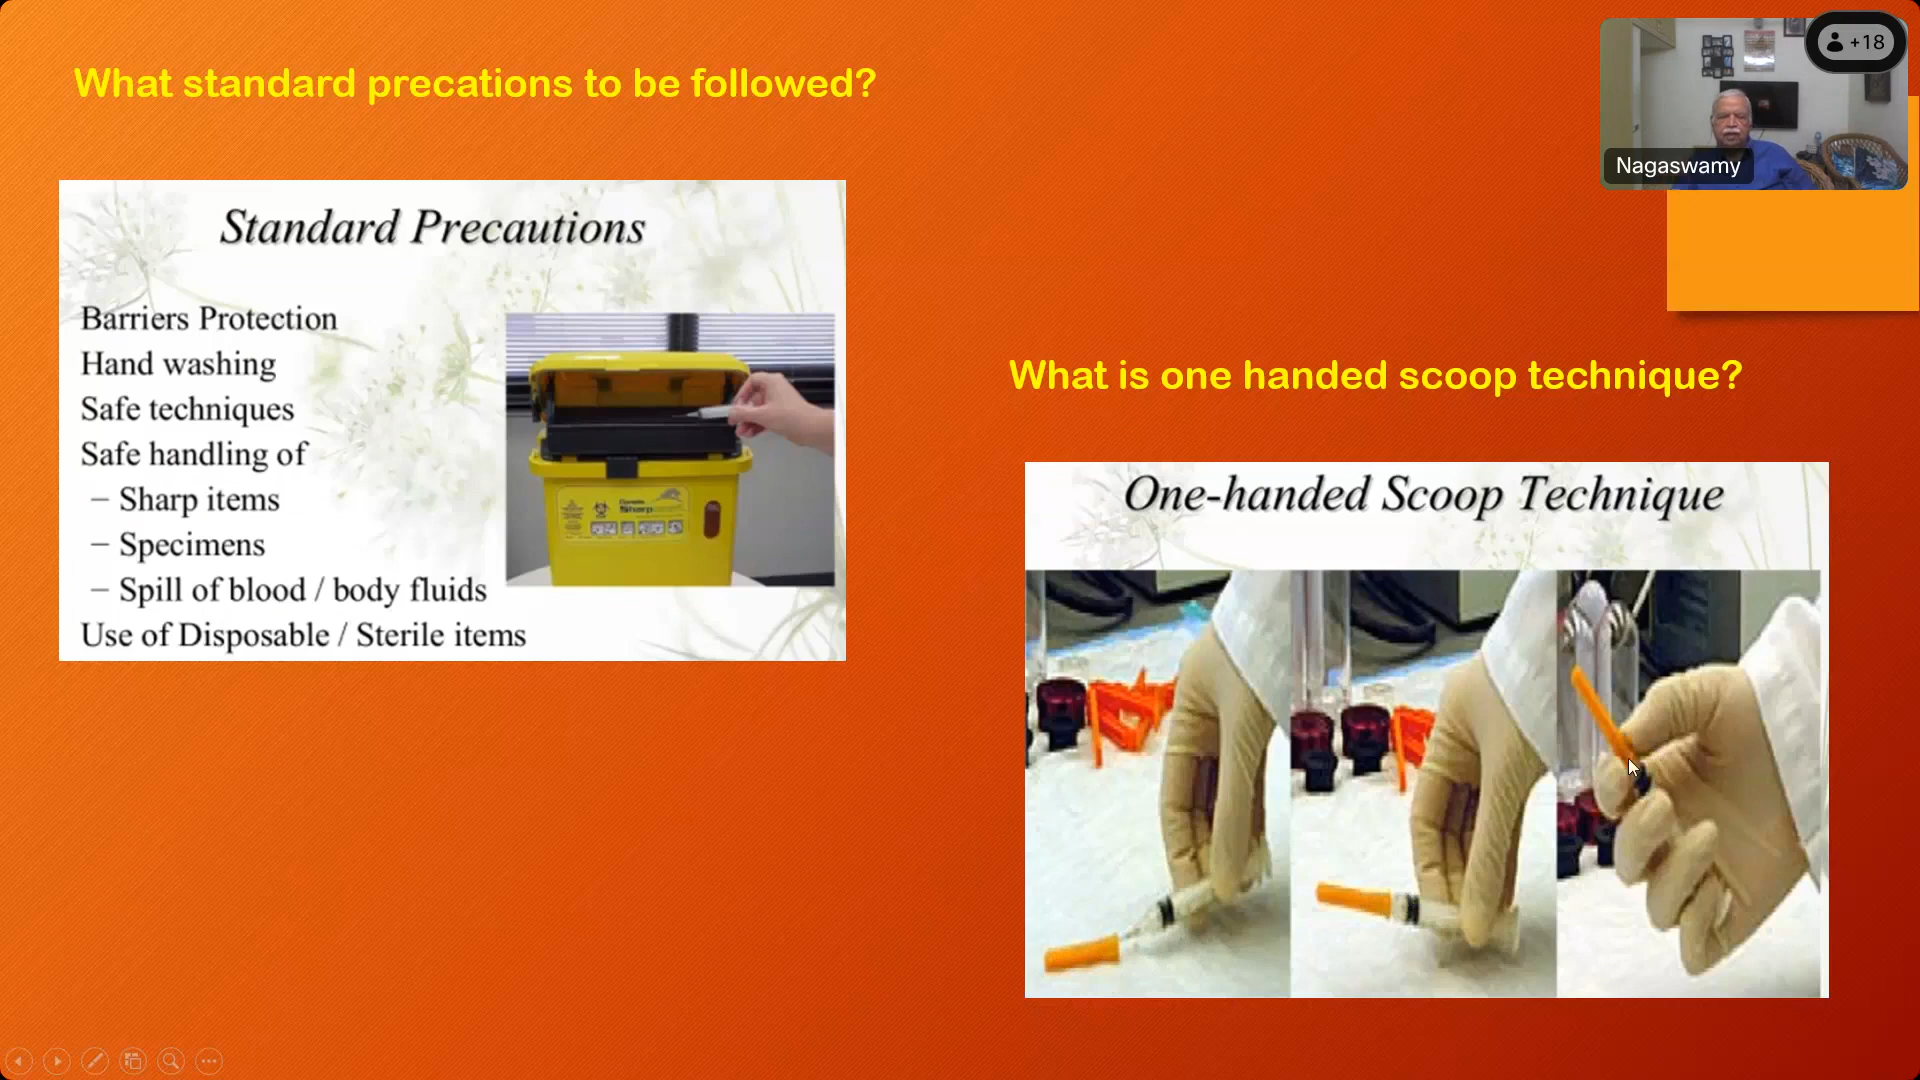 What standard precations to be followed?
+18
Nagaswamy
Standard Precautions
Barriers Protection
Hand washing
Safe techniques
Safe handling of
– Sharp items
– Specimens
– Spill of blood / body fluids
Use of Disposable / Sterile items
Sharp
What is one handed scoop technique?
One-handed Scoop Technique